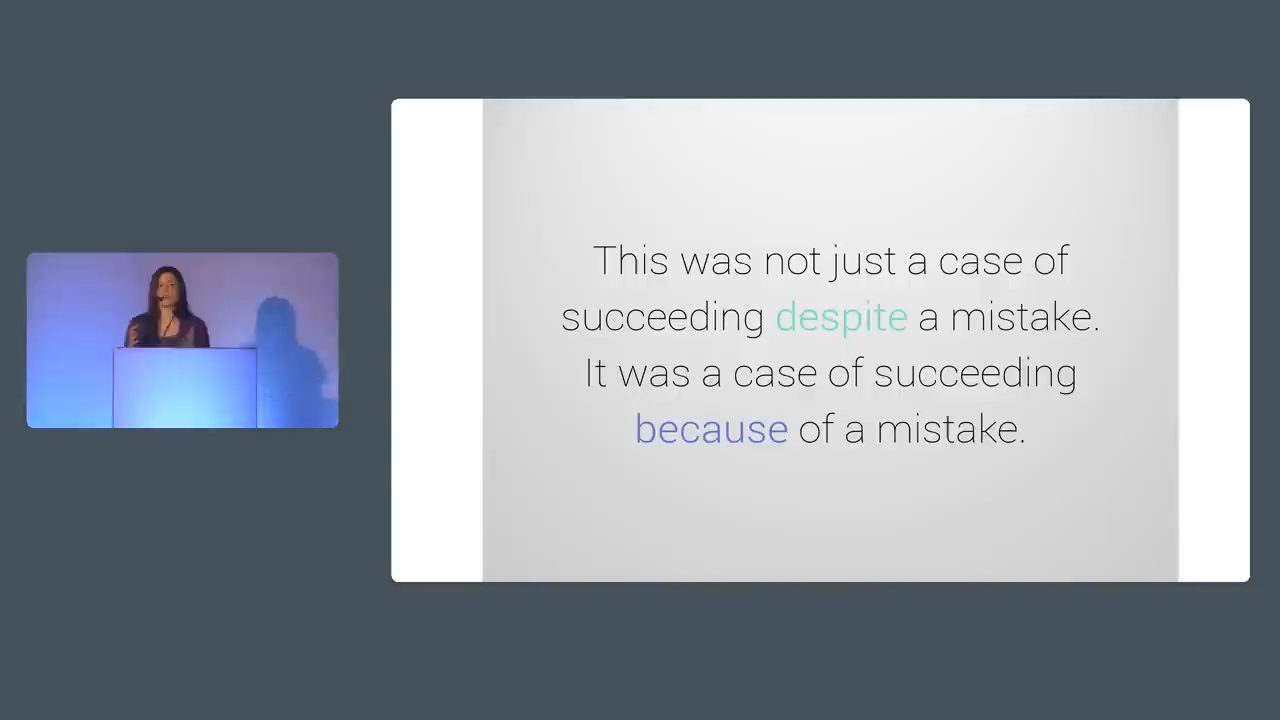 This was not just a case of
succeeding despite a mistake.
It was a case of succeeding
because of a mistake.